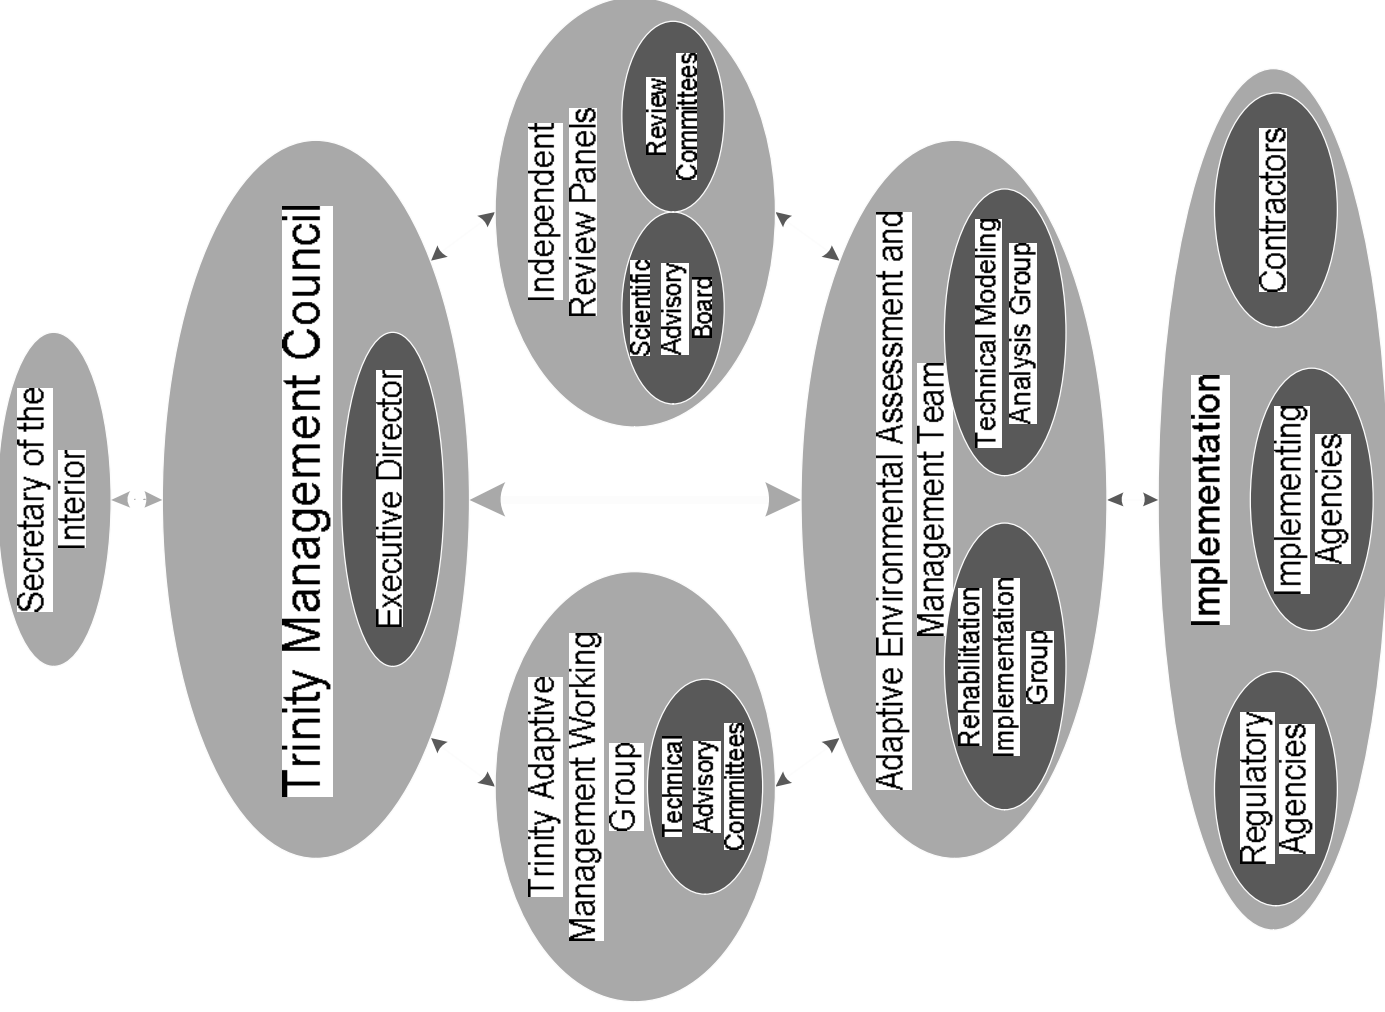 Secretary of the
Interior
Trinity Management Council
Executive Director
Trinity Adaptive
Management Working
Group
Technical
Advisory
Committees
Independent
Review Panels
Scientific
Advisory
Board
Review
Committees
Adaptive Environmental Assessment and
Management Team
Rehabilitation
Implementation
Group
Technical Modeling
Analysis Group
Implementation
Regulatory
Agencies
Implementing
Agencies
Contractors